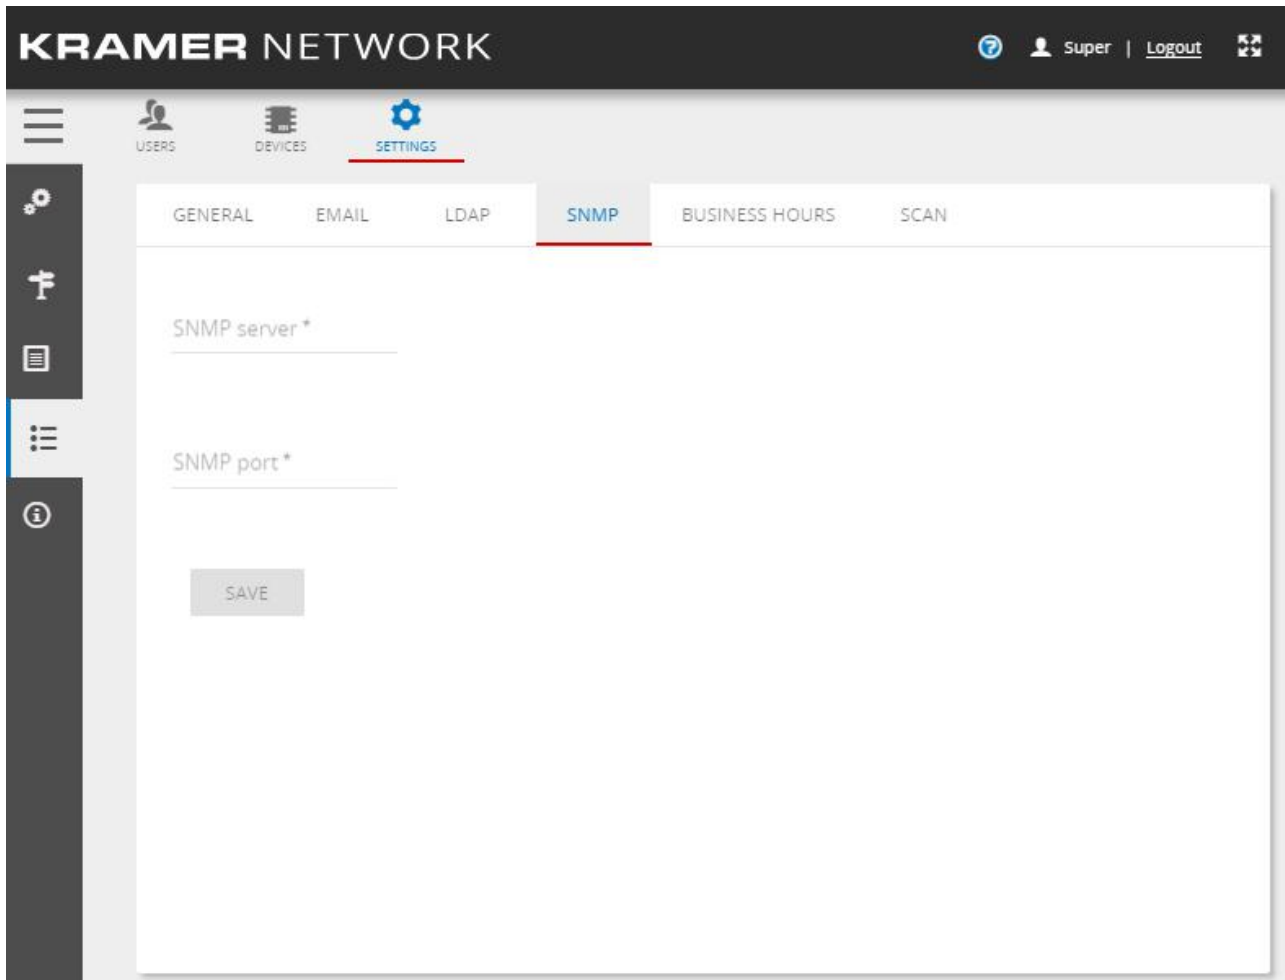 KRAMER NETWORK
Super | Logout
USERS DEVICES SETTINGS
GENERAL EMAIL LDAP SNMP BUSINESS HOURS SCAN
SNMP server *
SNMP port *
SAVE